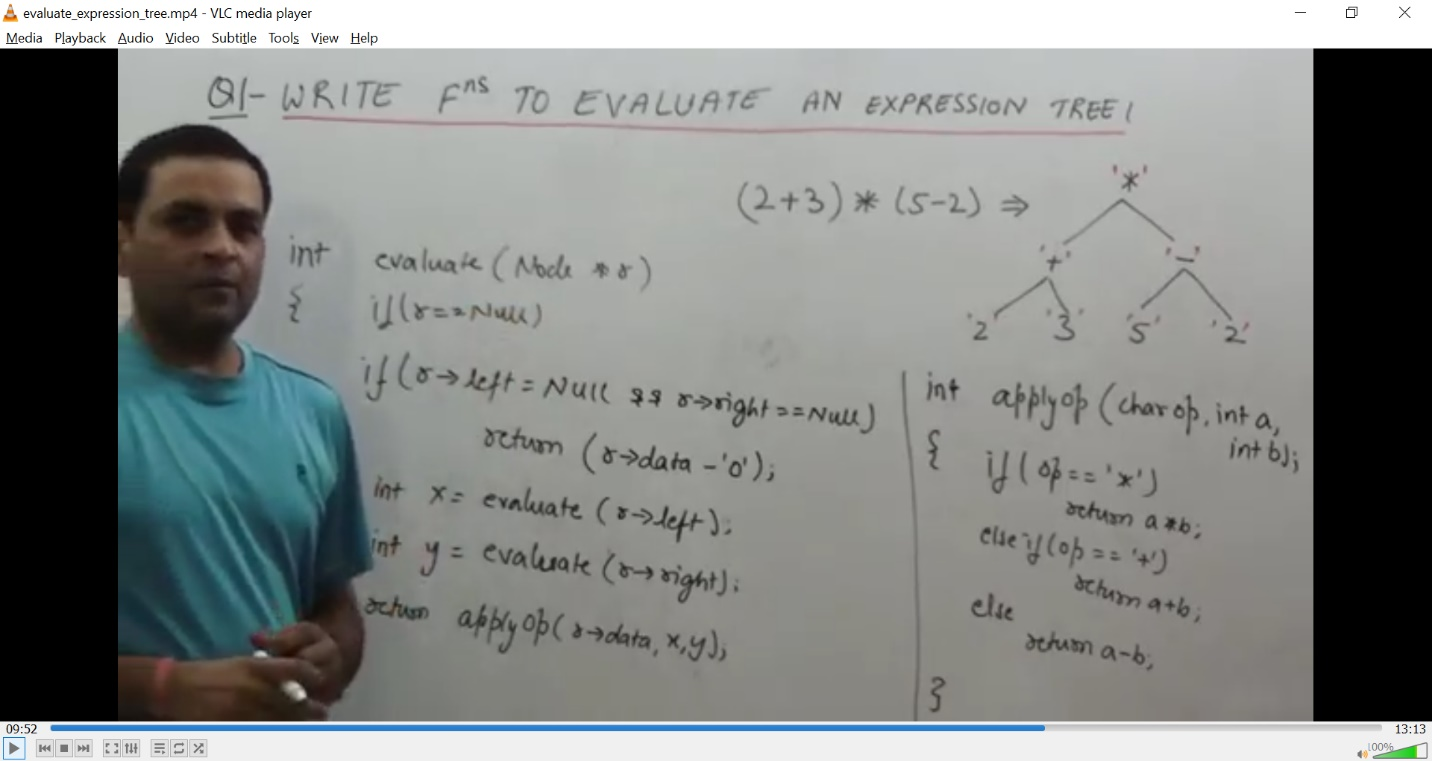 evaluate_expression_tree.mp4 - VLC media player
Media Playback Audio Video Subtitle Tools View Help
Q1- WRITE Fns TO EVALUATE AN EXPRESSION TREE!
(2+3) * (5-2) ⇒
'*'
'+' '-'
'2' '3' '5' '2'
int evaluate (Node *r)
{ if (r==Null)
if (r→left = Null && r→right == Null)
return (r→data - '0');
int x = evaluate (r→left);
int y = evaluate (r→right);
return applyop (r→data, x,y);
int applyop (char op, int a,
int b);
{ if (op == '*')
return a*b;
else if (op == '+')
return a+b;
else
return a-b;
}
09:52 13:13
100%